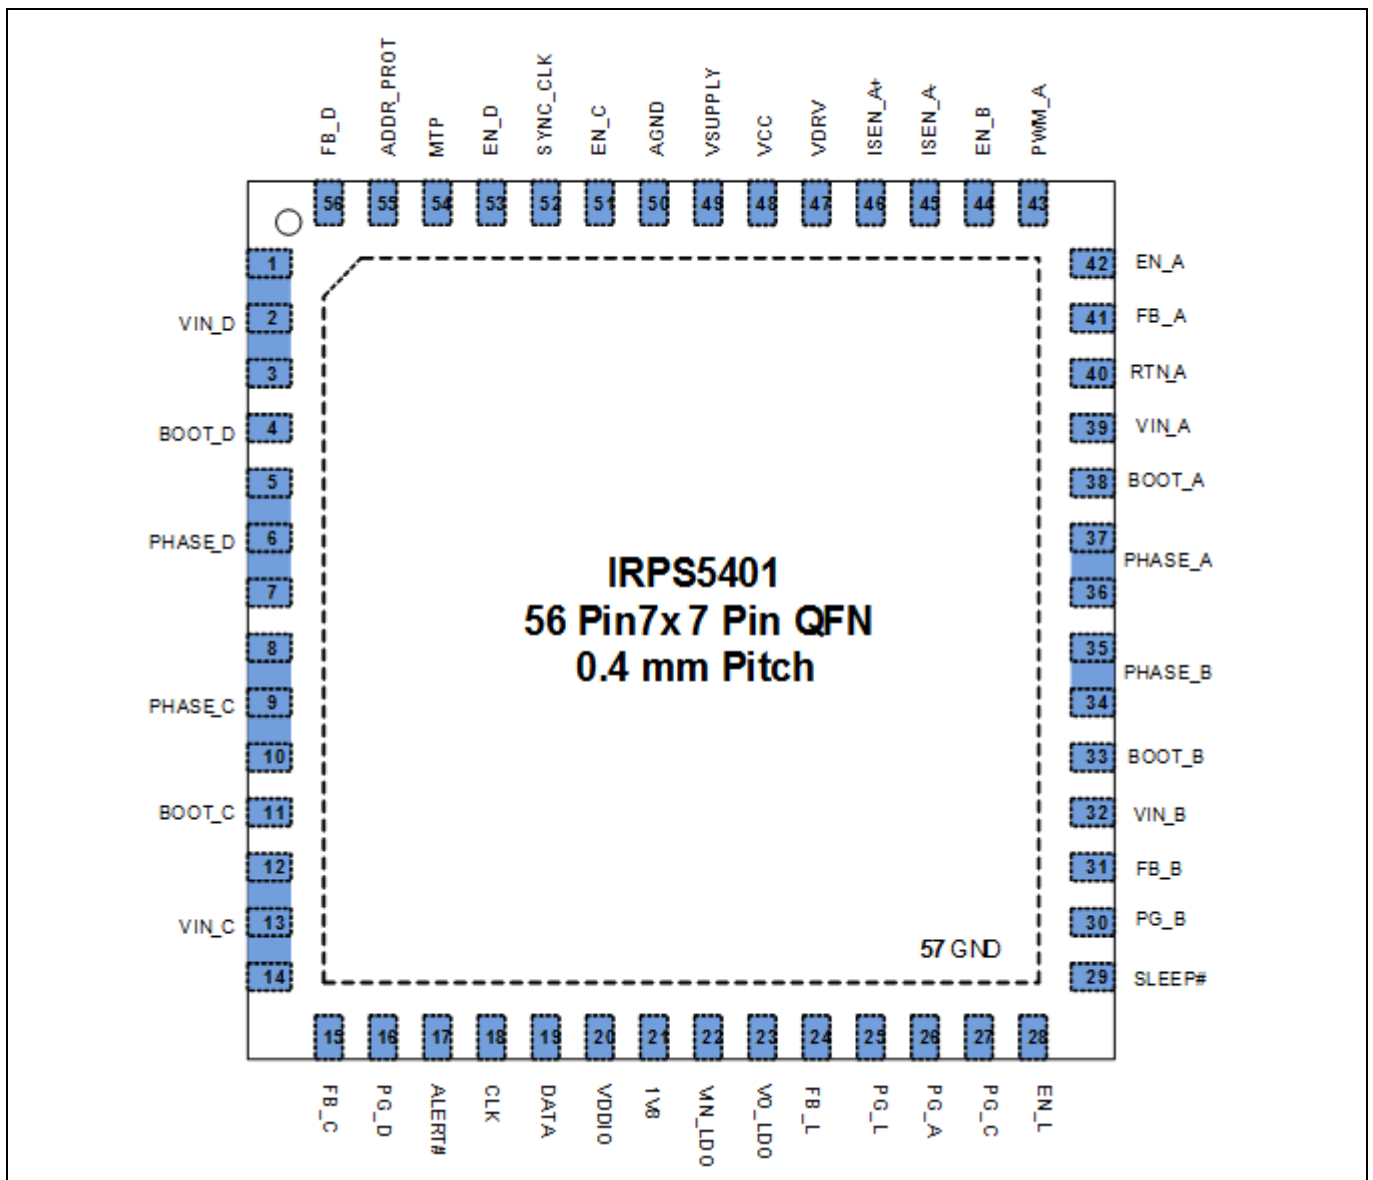 FB_D
ADDR_PROT
MTP
EN_D
SYNC_CLK
EN_C
AGND
VSUPPLY
VCC
VDRV
ISEN_A+
ISEN_A-
EN_B
PWM_A
56
55
54
53
52
51
50
49
48
47
46
45
44
43
1
VIN_D 2
3
BOOT_D 4
5
PHASE_D 6
7
8
PHASE_C 9
10
BOOT_C 11
12
VIN_C 13
14
IRPS5401
56 Pin7x 7 Pin QFN
0.4 mm Pitch
57 GND
42 EN_A
41 FB_A
40 RTN_A
39 VIN_A
38 BOOT_A
37
PHASE_A
36
35
PHASE_B
34
33 BOOT_B
32 VIN_B
31 FB_B
30 PG_B
29 SLEEP#
15
16
17
18
19
20
21
22
23
24
25
26
27
28
FB_C
PG_D
ALERT#
CLK
DATA
VDDIO
1V8
VIN_LDO
VO_LDO
FB_L
PG_L
PG_A
PG_C
EN_L